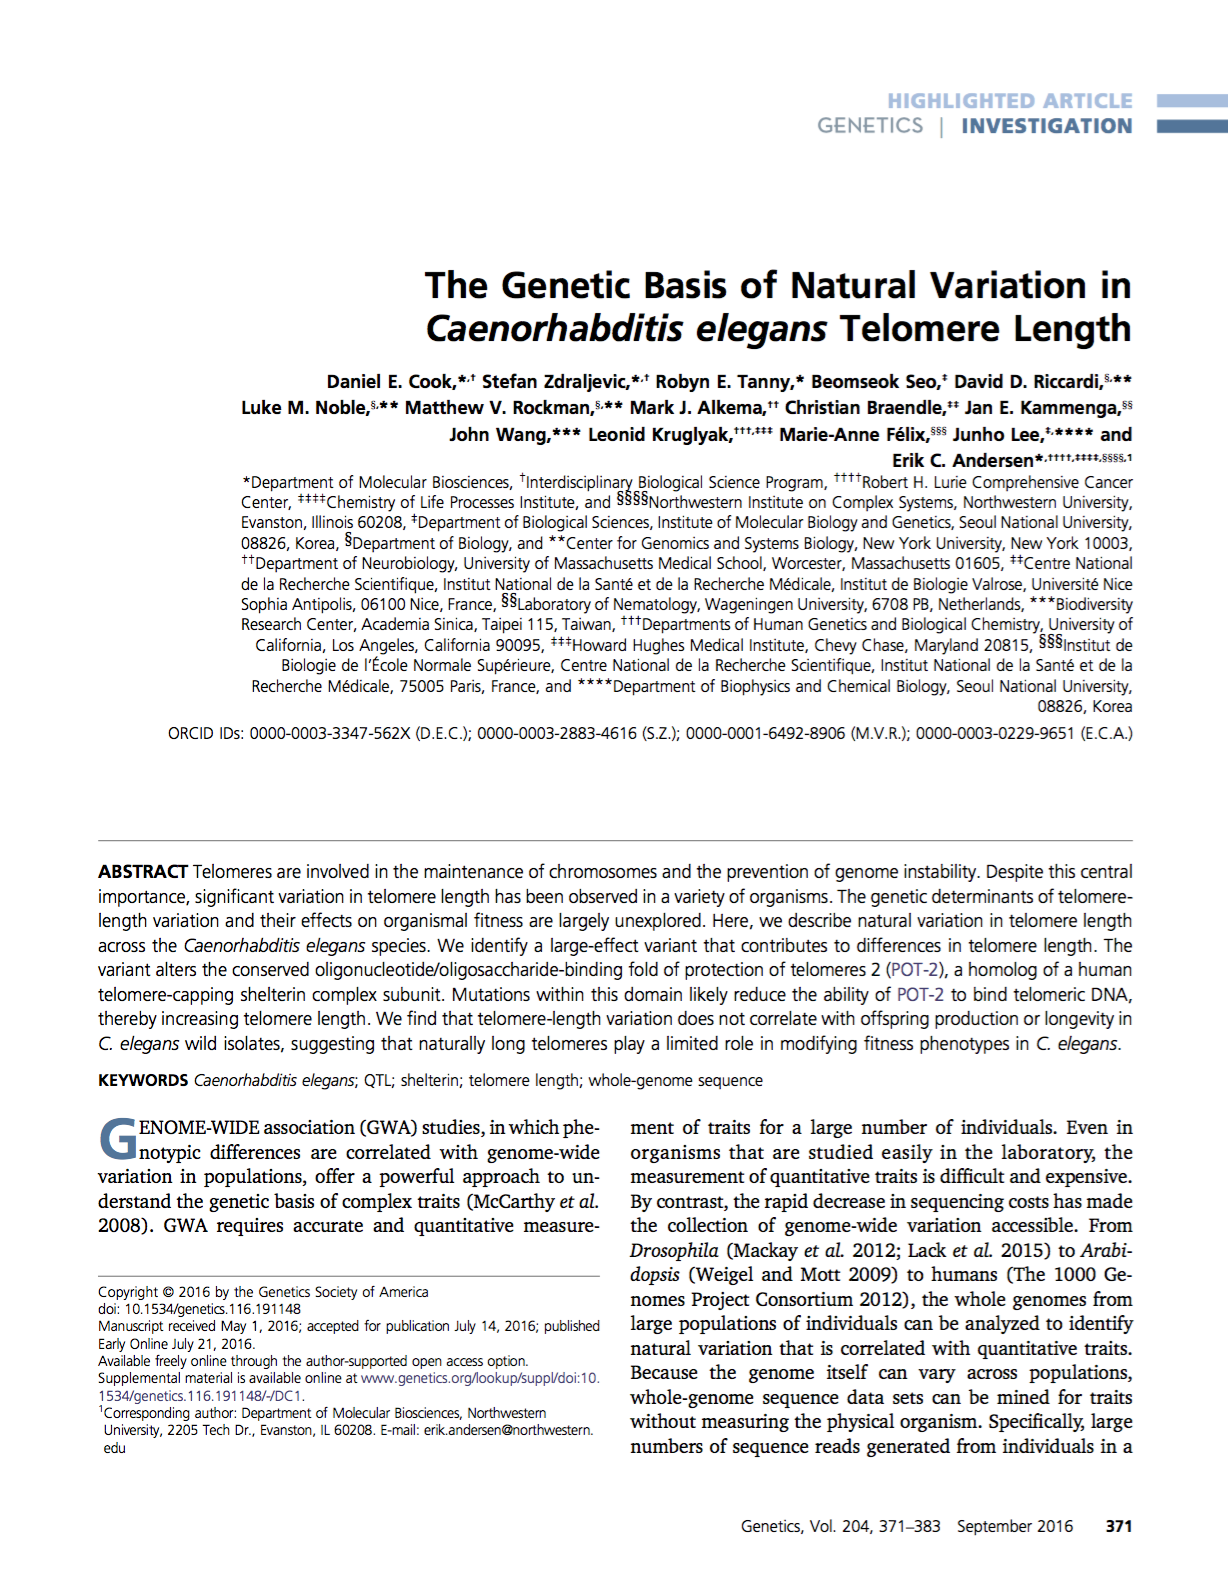 HIGHLIGHTED ARTICLE
GENETICS | INVESTIGATION
The Genetic Basis of Natural Variation in
Caenorhabditis elegans Telomere Length
Daniel E. Cook,*,† Stefan Zdraljevic,*,† Robyn E. Tanny,* Beomseok Seo,‡ David D. Riccardi,§,**
Luke M. Noble,§,** Matthew V. Rockman,§,** Mark J. Alkema,†† Christian Braendle,‡‡ Jan E. Kammenga,§§
John Wang,*** Leonid Kruglyak,†††,‡‡‡ Marie-Anne Félix,§§§ Junho Lee,‡,**** and
Erik C. Andersen*,††††,‡‡‡‡,§§§§,1
*Department of Molecular Biosciences, †Interdisciplinary Biological Science Program, ††††Robert H. Lurie Comprehensive Cancer
Center, ‡‡‡‡Chemistry of Life Processes Institute, and §§§§Northwestern Institute on Complex Systems, Northwestern University,
Evanston, Illinois 60208, ‡Department of Biological Sciences, Institute of Molecular Biology and Genetics, Seoul National University,
08826, Korea, §Department of Biology, and **Center for Genomics and Systems Biology, New York University, New York 10003,
††Department of Neurobiology, University of Massachusetts Medical School, Worcester, Massachusetts 01605, ‡‡Centre National
de la Recherche Scientifique, Institut National de la Santé et de la Recherche Médicale, Institut de Biologie Valrose, Université Nice
Sophia Antipolis, 06100 Nice, France, §§Laboratory of Nematology, Wageningen University, 6708 PB, Netherlands, ***Biodiversity
Research Center, Academia Sinica, Taipei 115, Taiwan, †††Departments of Human Genetics and Biological Chemistry, University of
California, Los Angeles, California 90095, ‡‡‡Howard Hughes Medical Institute, Chevy Chase, Maryland 20815, §§§Institut de
Biologie de l'École Normale Supérieure, Centre National de la Recherche Scientifique, Institut National de la Santé et de la
Recherche Médicale, 75005 Paris, France, and ****Department of Biophysics and Chemical Biology, Seoul National University,
08826, Korea
ORCID IDs: 0000-0003-3347-562X (D.E.C.); 0000-0003-2883-4616 (S.Z.); 0000-0001-6492-8906 (M.V.R.); 0000-0003-0229-9651 (E.C.A.)
ABSTRACT Telomeres are involved in the maintenance of chromosomes and the prevention of genome instability. Despite this central
importance, significant variation in telomere length has been observed in a variety of organisms. The genetic determinants of telomere-
length variation and their effects on organismal fitness are largely unexplored. Here, we describe natural variation in telomere length
across the Caenorhabditis elegans species. We identify a large-effect variant that contributes to differences in telomere length. The
variant alters the conserved oligonucleotide/oligosaccharide-binding fold of protection of telomeres 2 (POT-2), a homolog of a human
telomere-capping shelterin complex subunit. Mutations within this domain likely reduce the ability of POT-2 to bind telomeric DNA,
thereby increasing telomere length. We find that telomere-length variation does not correlate with offspring production or longevity in
C. elegans wild isolates, suggesting that naturally long telomeres play a limited role in modifying fitness phenotypes in C. elegans.
KEYWORDS Caenorhabditis elegans; QTL; shelterin; telomere length; whole-genome sequence
GENOME-WIDE association (GWA) studies, in which phe-
notypic differences are correlated with genome-wide
variation in populations, offer a powerful approach to un-
derstand the genetic basis of complex traits (McCarthy et al.
2008). GWA requires accurate and quantitative measure-
Copyright © 2016 by the Genetics Society of America
doi: 10.1534/genetics.116.191148
Manuscript received May 1, 2016; accepted for publication July 14, 2016; published
Early Online July 21, 2016.
Available freely online through the author-supported open access option.
Supplemental material is available online at www.genetics.org/lookup/suppl/doi:10.
1534/genetics.116.191148/-/DC1.
1Corresponding author: Department of Molecular Biosciences, Northwestern
University, 2205 Tech Dr., Evanston, IL 60208. E-mail: erik.andersen@northwestern.
edu
ment of traits for a large number of individuals. Even in
organisms that are studied easily in the laboratory, the
measurement of quantitative traits is difficult and expensive.
By contrast, the rapid decrease in sequencing costs has made
the collection of genome-wide variation accessible. From
Drosophila (Mackay et al. 2012; Lack et al. 2015) to Arabi-
dopsis (Weigel and Mott 2009) to humans (The 1000 Ge-
nomes Project Consortium 2012), the whole genomes from
large populations of individuals can be analyzed to identify
natural variation that is correlated with quantitative traits.
Because the genome itself can vary across populations,
whole-genome sequence data sets can be mined for traits
without measuring the physical organism. Specifically, large
numbers of sequence reads generated from individuals in a
Genetics, Vol. 204, 371–383 September 2016 371